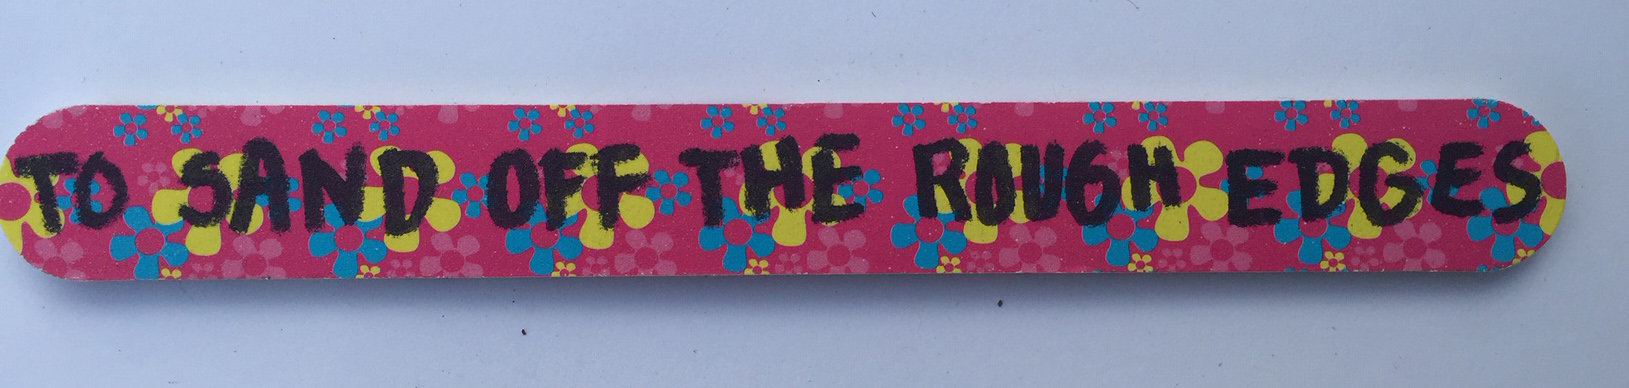 TO SAND OFF THE ROUGH EDGES